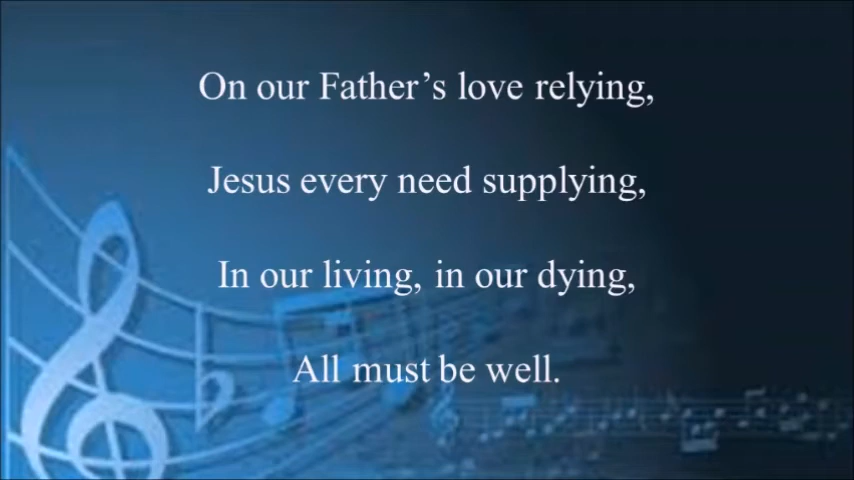 On our Father’s love relying,
Jesus every need supplying,
In our living, in our dying,
All must be well.